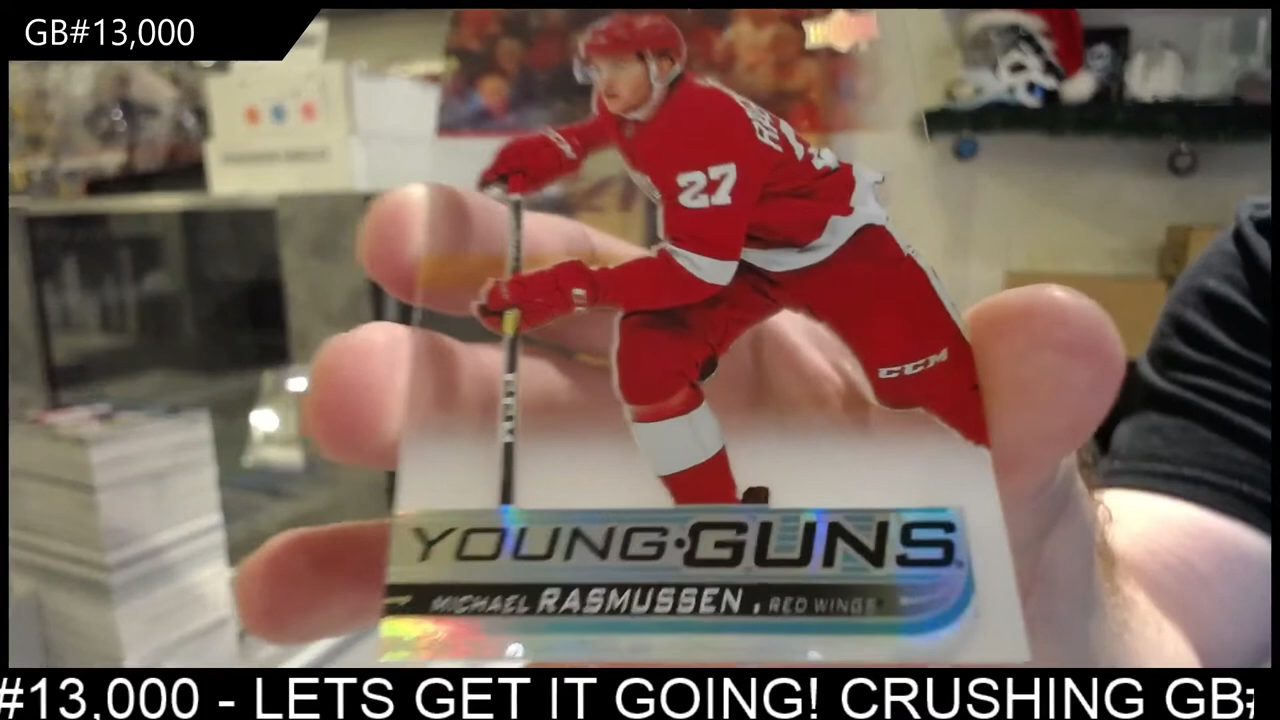 GB#13,000
27
CCM
CCM
YOUNG·GUNS
MICHAEL RASMUSSEN, RED WINGS
#13,000 - LETS GET IT GOING! CRUSHING GB#